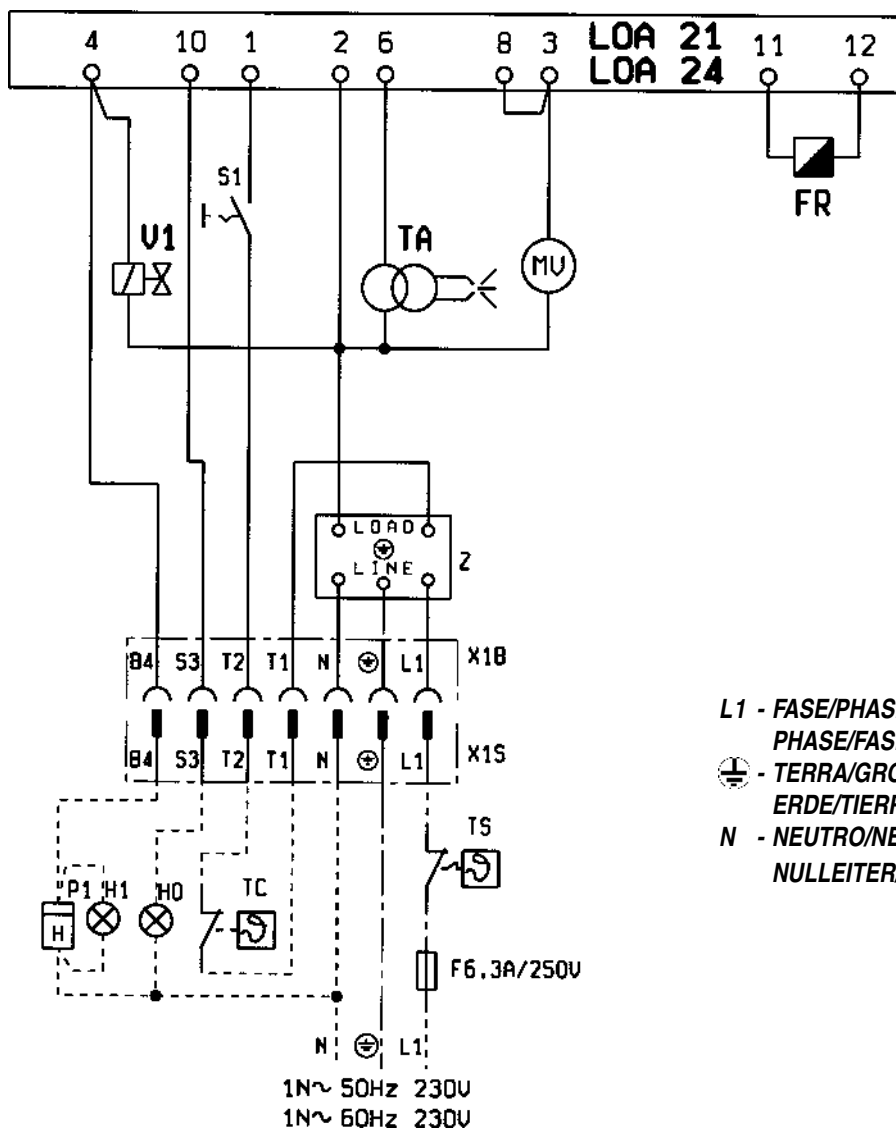 4 10 1 2 6 8 3 LOA 21 11 12
LOA 24
S1
V1
TA
MV
FR
LOAD
LINE
Z
B4 S3 T2 T1 N L1 X1B
B4 S3 T2 T1 N L1 X1S
L1 - FASE/PHAS
PHASE/FAS
- TERRA/GRO
ERDE/TIERR
N - NEUTRO/NE
NULLEITER
TS
P1 H1 H0 TC
H
F6.3A/250V
N L1
1N~ 50Hz 230V
1N~ 60Hz 230V